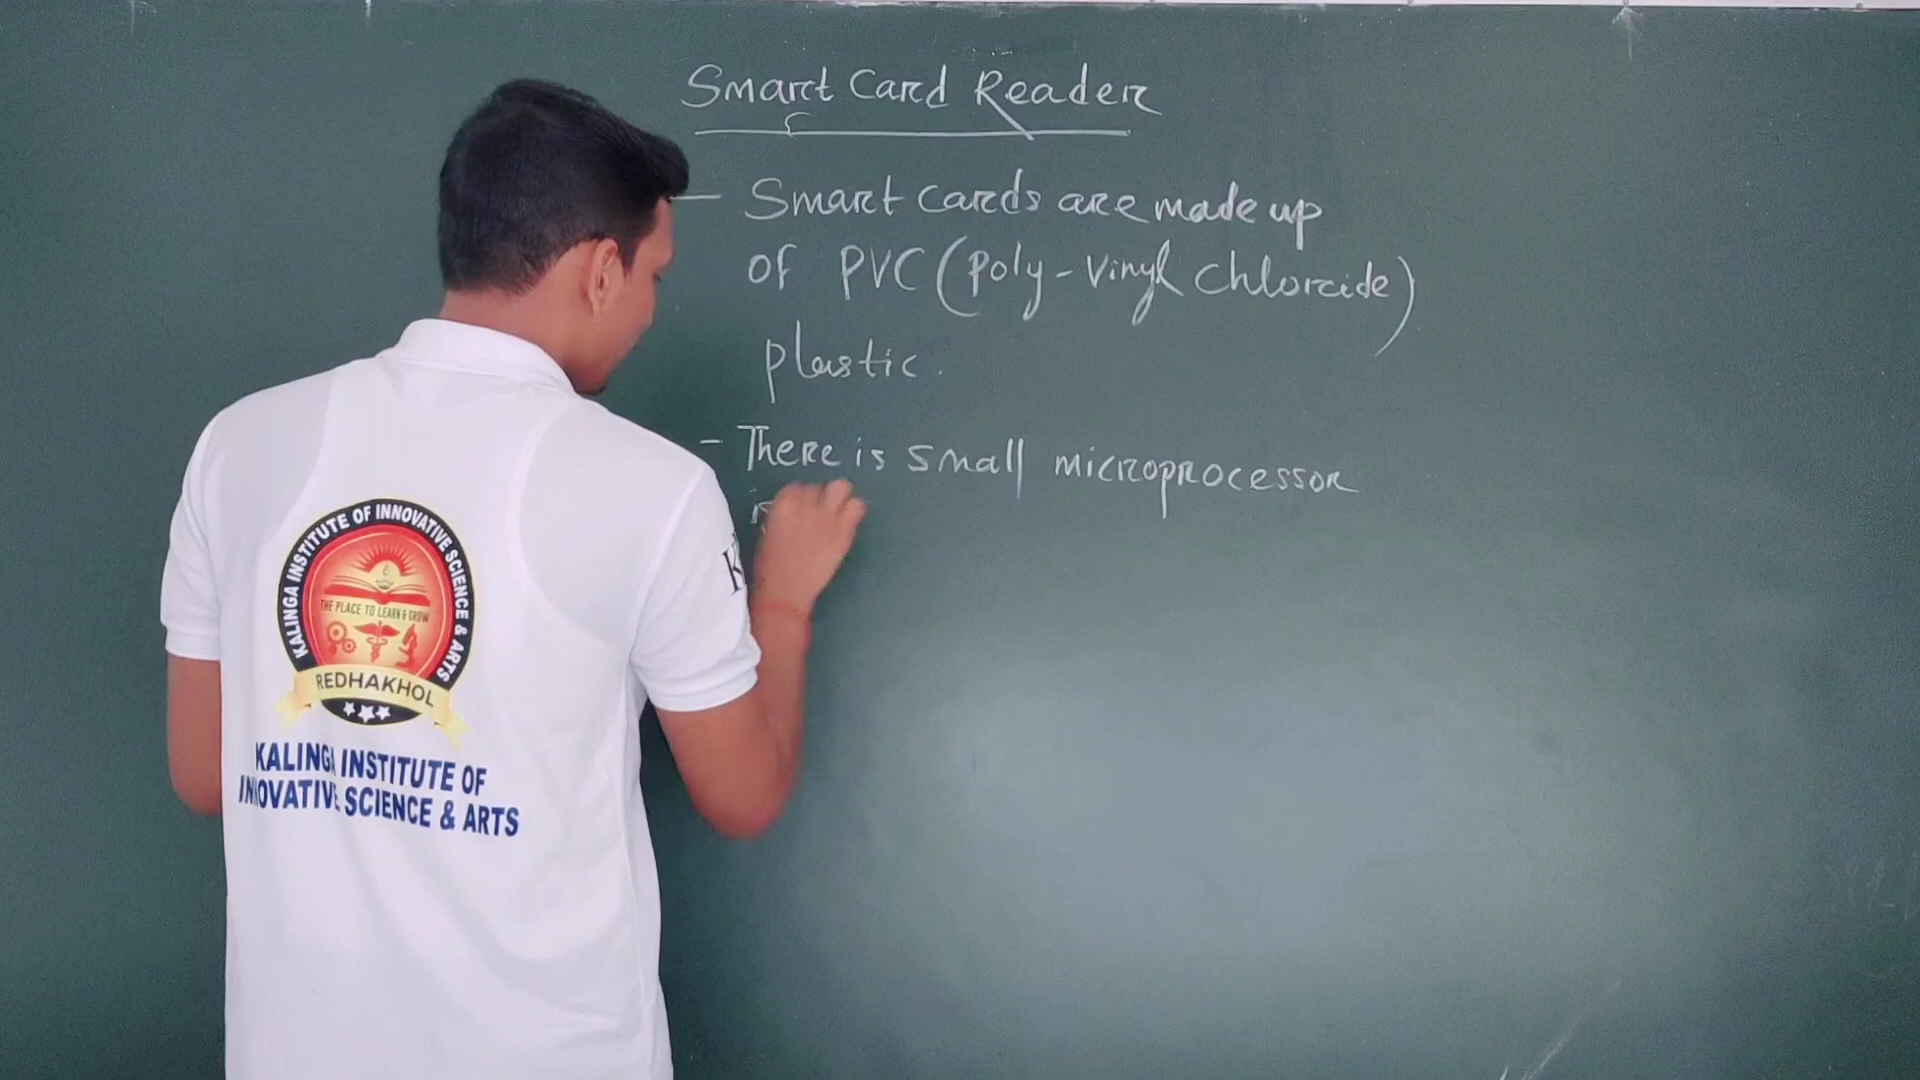 Smart Card Reader
- Smart Cards are made up
of PVC (Poly-Vinyl Chloride)
plastic.
- There is small microprocessor
KALINGA INSTITUTE OF INNOVATIVE SCIENCE & ARTS
THE PLACE TO LEARN & GROW
REDHAKHOL
KALINGA INSTITUTE OF
INNOVATIVE SCIENCE & ARTS